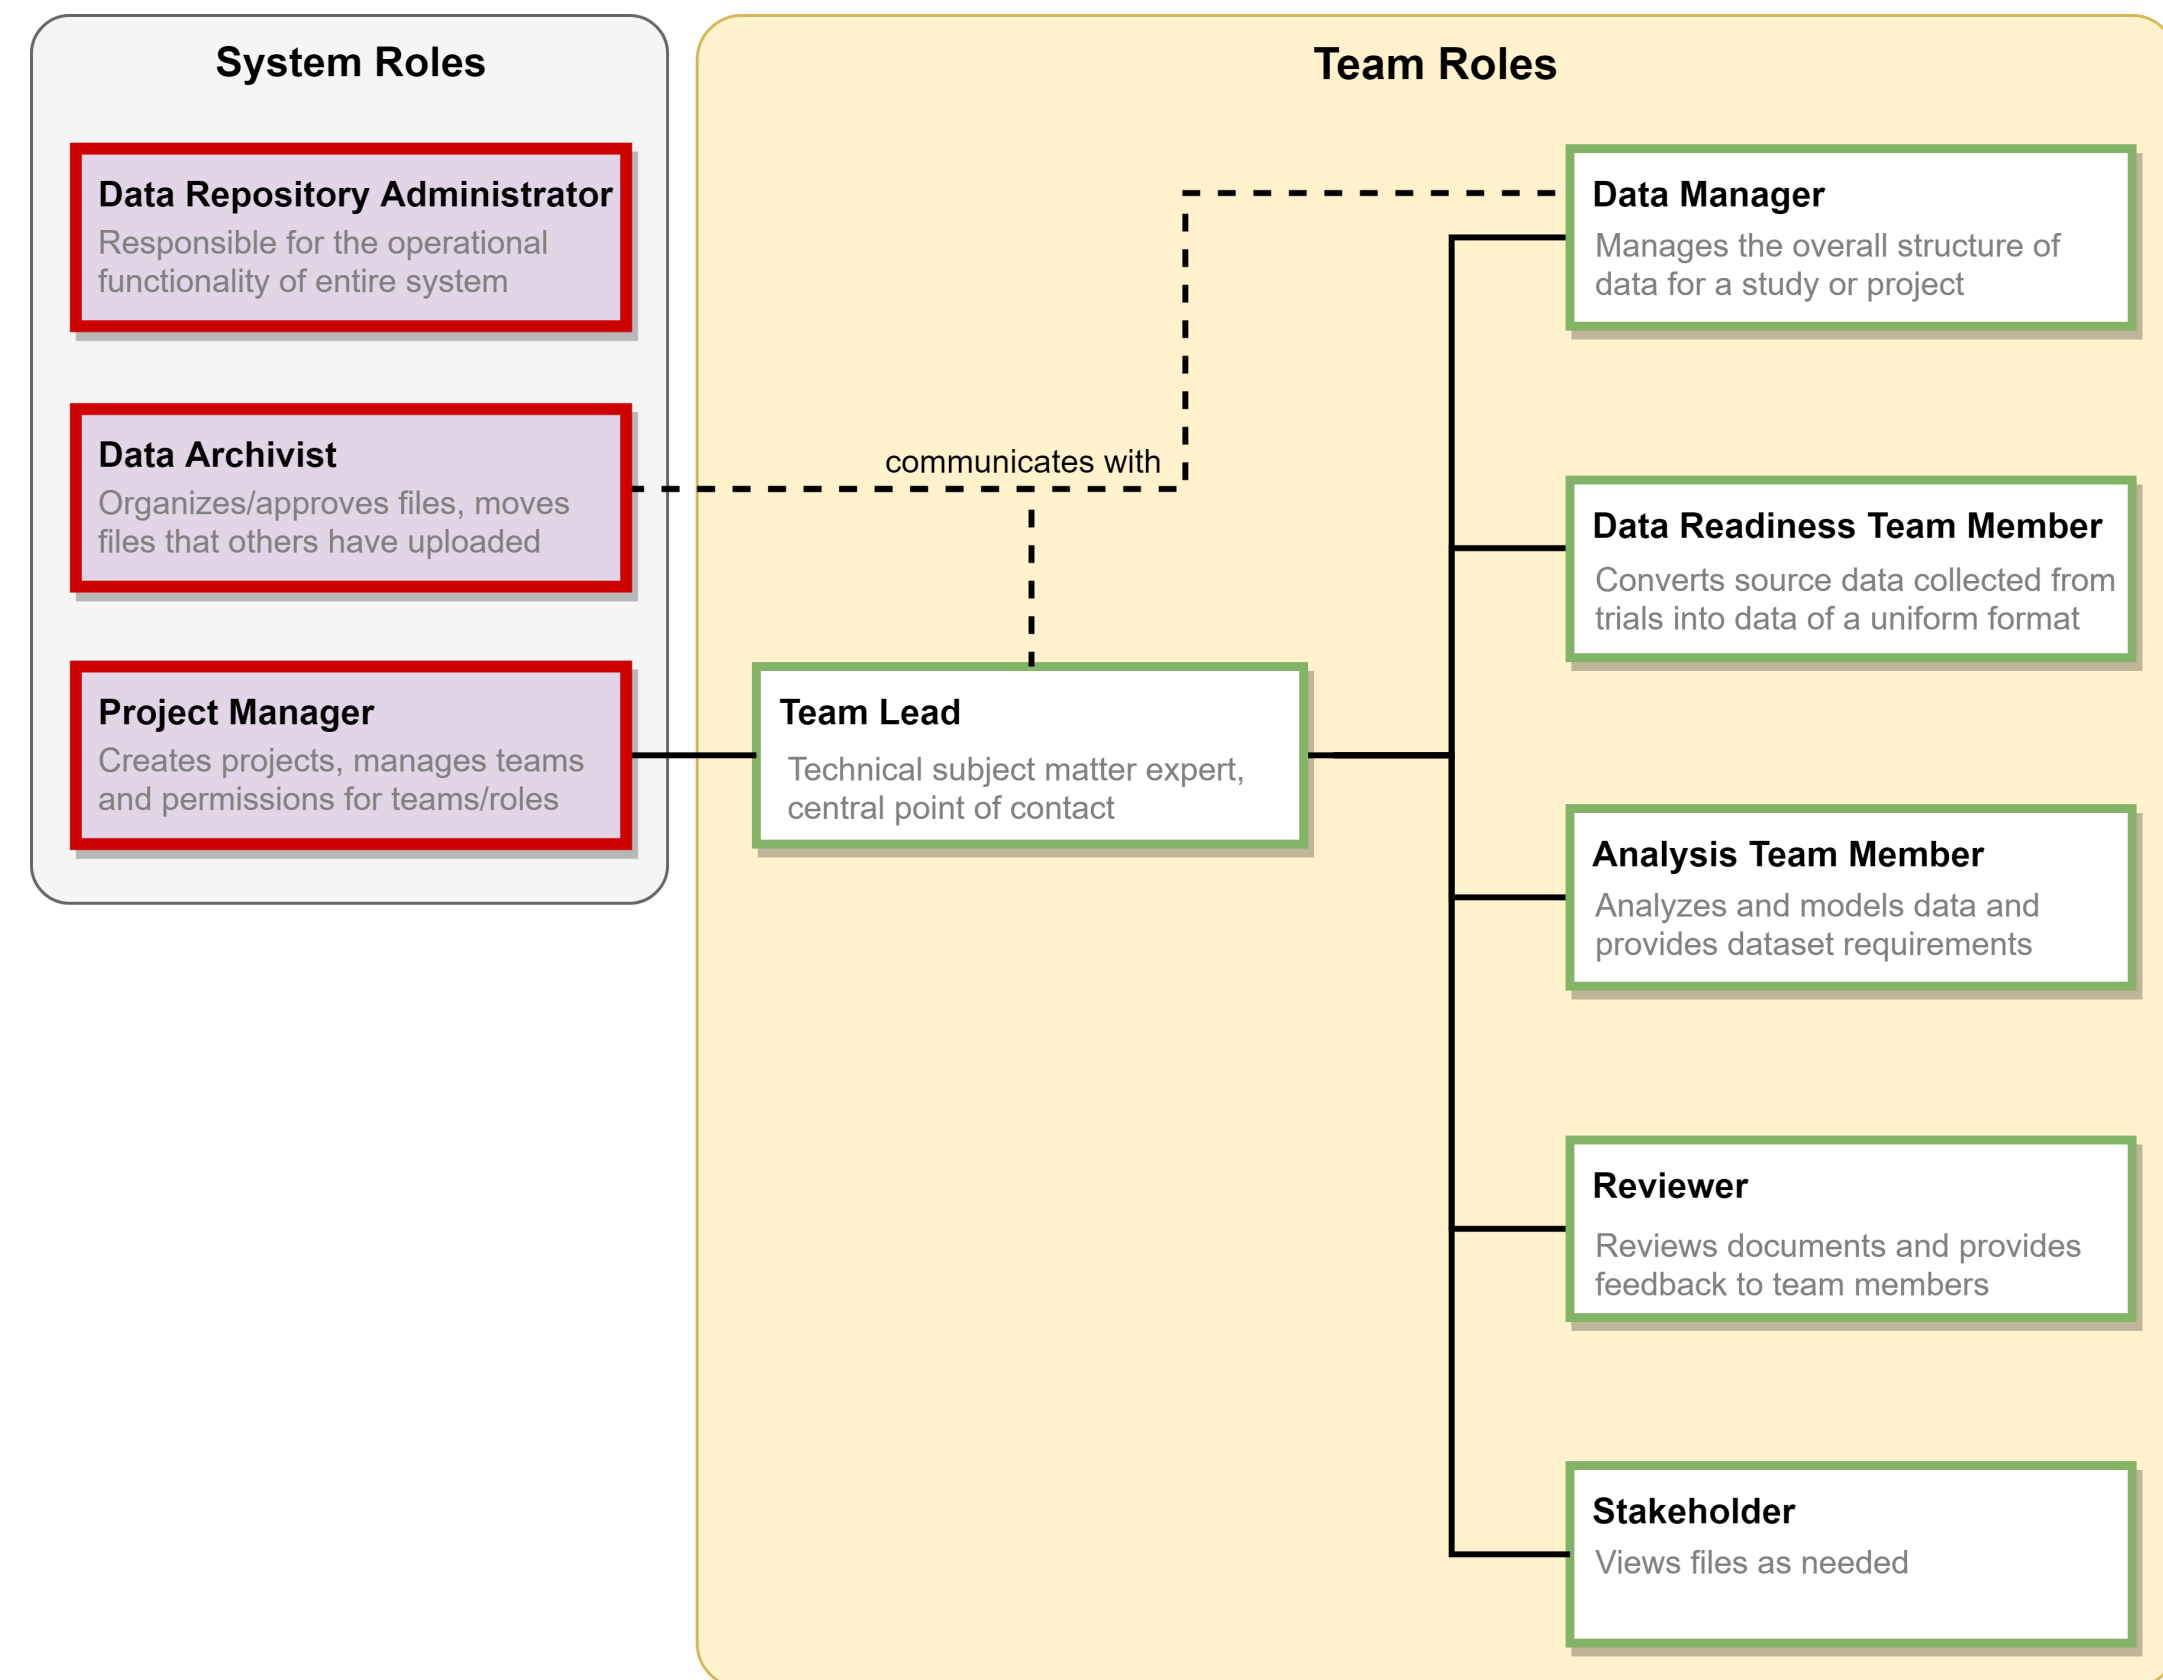 System Roles
Data Repository Administrator
Responsible for the operational
functionality of entire system
Data Archivist
Organizes/approves files, moves
files that others have uploaded
Project Manager
Creates projects, manages teams
and permissions for teams/roles
Team Roles
communicates with
Team Lead
Technical subject matter expert,
central point of contact
Data Manager
Manages the overall structure of
data for a study or project
Data Readiness Team Member
Converts source data collected from
trials into data of a uniform format
Analysis Team Member
Analyzes and models data and
provides dataset requirements
Reviewer
Reviews documents and provides
feedback to team members
Stakeholder
Views files as needed